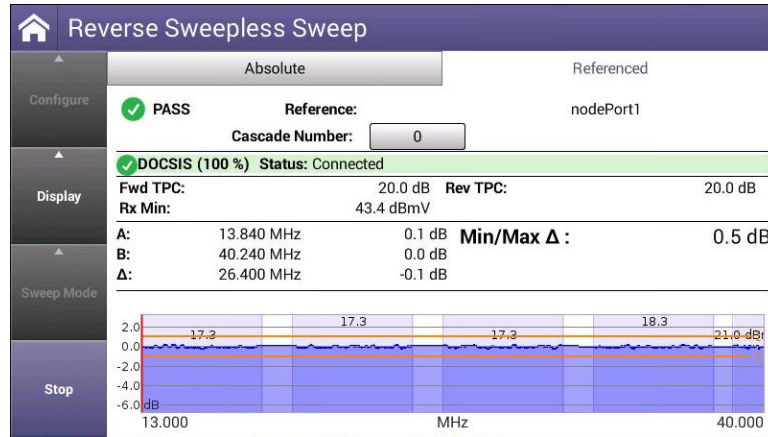 Reverse Sweepless Sweep
Configure
Display
Sweep Mode
Stop
Absolute Referenced
PASS Reference: nodePort1
Cascade Number: 0
DOCSIS (100 %) Status: Connected
Fwd TPC: 20.0 dB Rev TPC: 20.0 dB
Rx Min: 43.4 dBmV
A: 13.840 MHz 0.1 dB Min/Max Δ : 0.5 dB
B: 40.240 MHz 0.0 dB
Δ: 26.400 MHz -0.1 dB
17.3 18.3
2.0 17.3 17.3 21.0 dBr
0.0
-2.0
-4.0
-6.0 dB
13.000 MHz 40.000